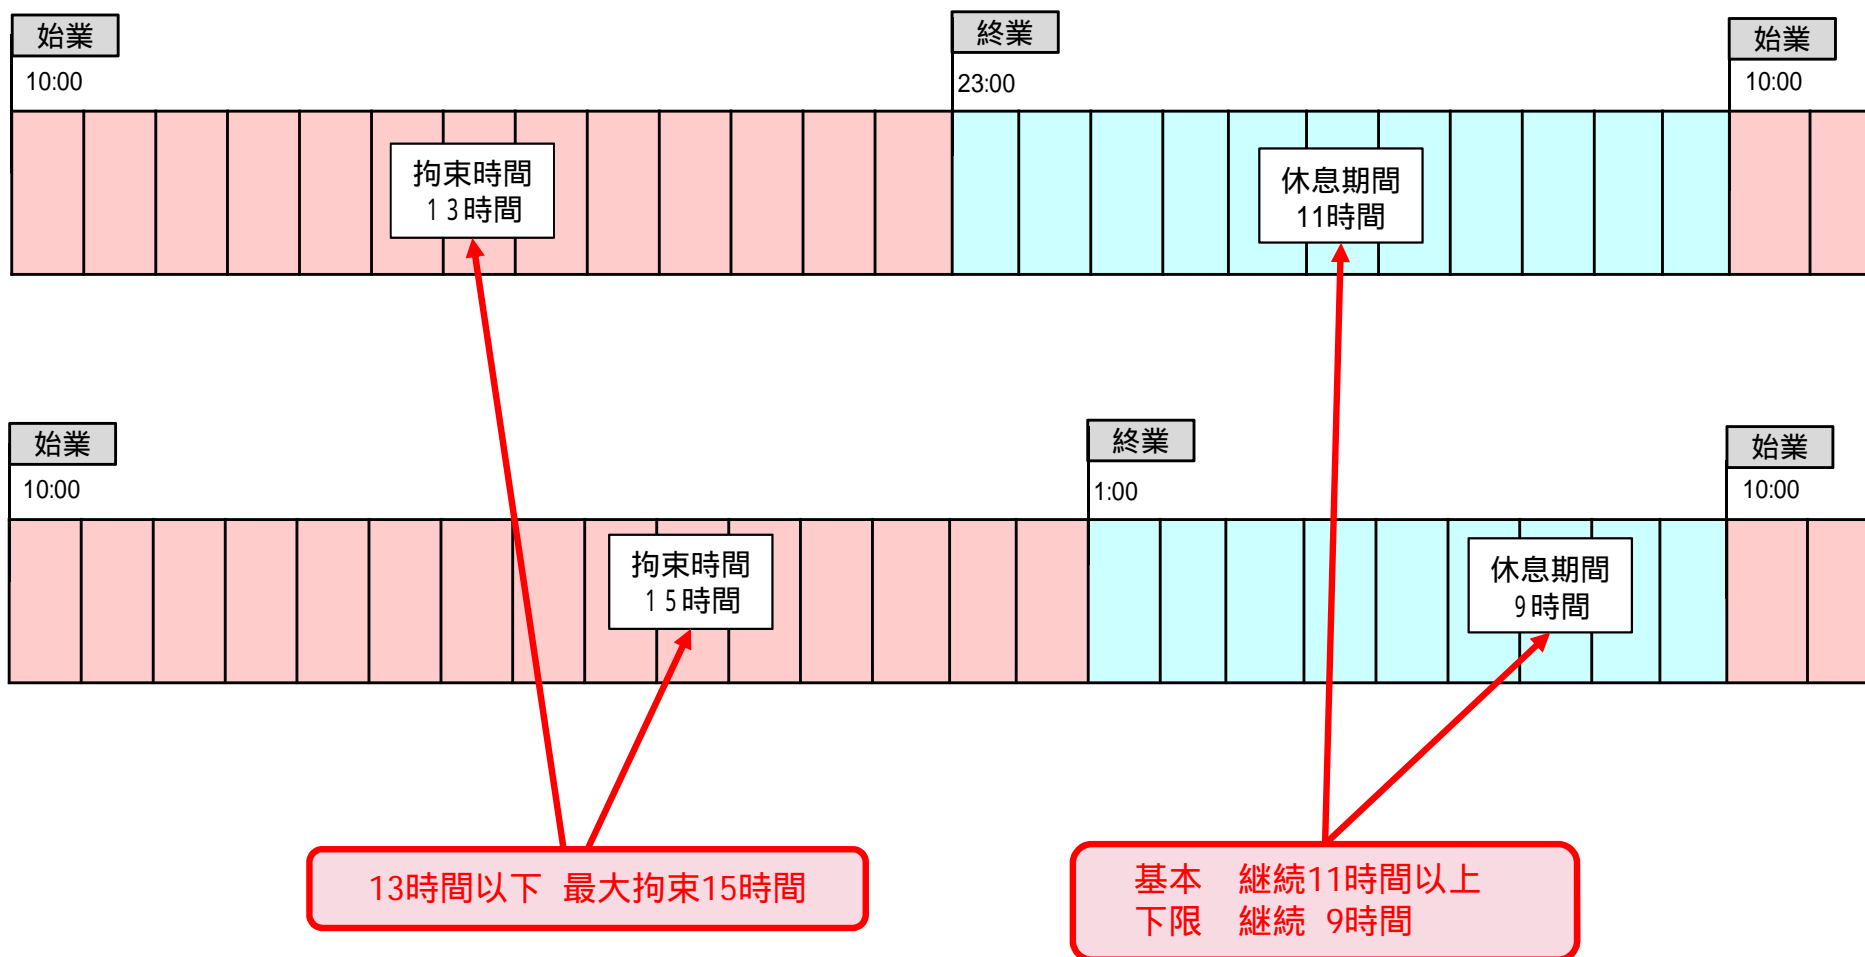 始業
終業
始業
10:00
23:00
10:00
拘束時間
13時間
休息期間
11時間
始業
終業
始業
10:00
1:00
10:00
拘束時間
15時間
休息期間
9時間
13時間以下 最大拘束15時間
基本　継続11時間以上
下限　継続 9時間